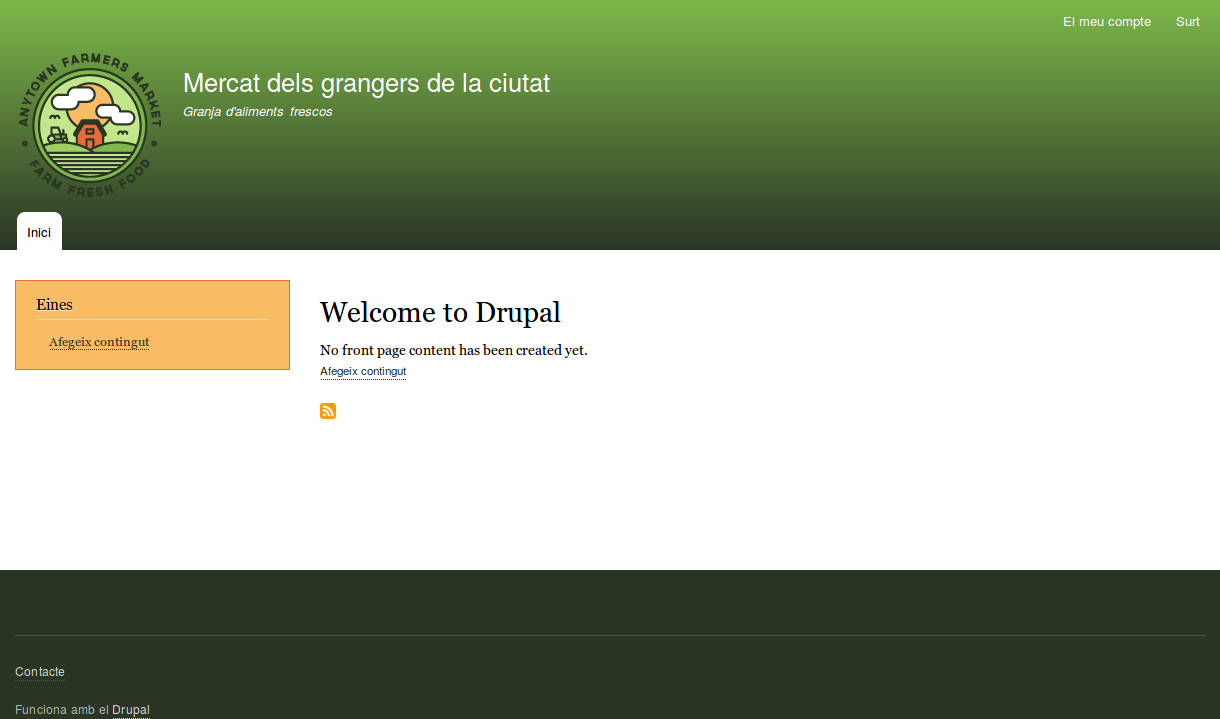 El meu compte Surt
ANYTOWN FARMERS MARKET
FARM FRESH FOOD
Mercat dels grangers de la ciutat
Granja d'aliments frescos
Inici
Eines
Afegeix contingut
Welcome to Drupal
No front page content has been created yet.
Afegeix contingut
Contacte
Funciona amb el Drupal